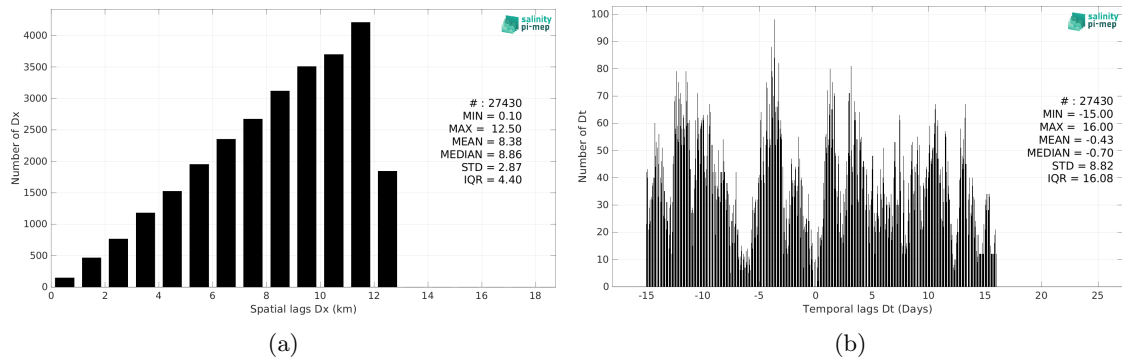 salinity
pi-mep
4000
3500
3000
2500
2000
1500
1000
500
0
Number of Dx
# : 27430
MIN = 0.10
MAX = 12.50
MEAN = 8.38
MEDIAN = 8.86
STD = 2.87
IQR = 4.40
0 2 4 6 8 10 12 14 16 18
Spatial lags Dx (km)
(a)
salinity
pi-mep
100
90
80
70
60
50
40
30
20
10
0
Number of Dt
# : 27430
MIN = -15.00
MAX = 16.00
MEAN = -0.43
MEDIAN = -0.70
STD = 8.82
IQR = 16.08
-15 -10 -5 0 5 10 15 20 25
Temporal lags Dt (Days)
(b)